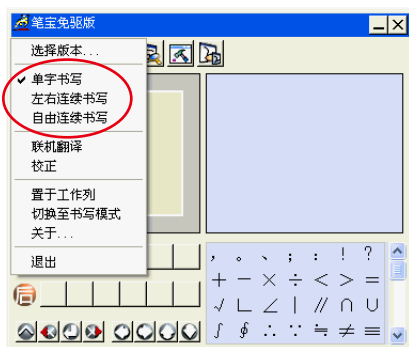 笔宝免驱版
选择版本...
单字书写
左右连续书写
自由连续书写
联机翻译
校正
置于工作列
切换至书写模式
关于...
退出
, 。 、 ; : ! ?
+ - × ÷ < > =
√ ∟ ∠ | ∥ ∩ ∪
后
∫ ∮ ∴ ∵ ≒ ≠ ≡